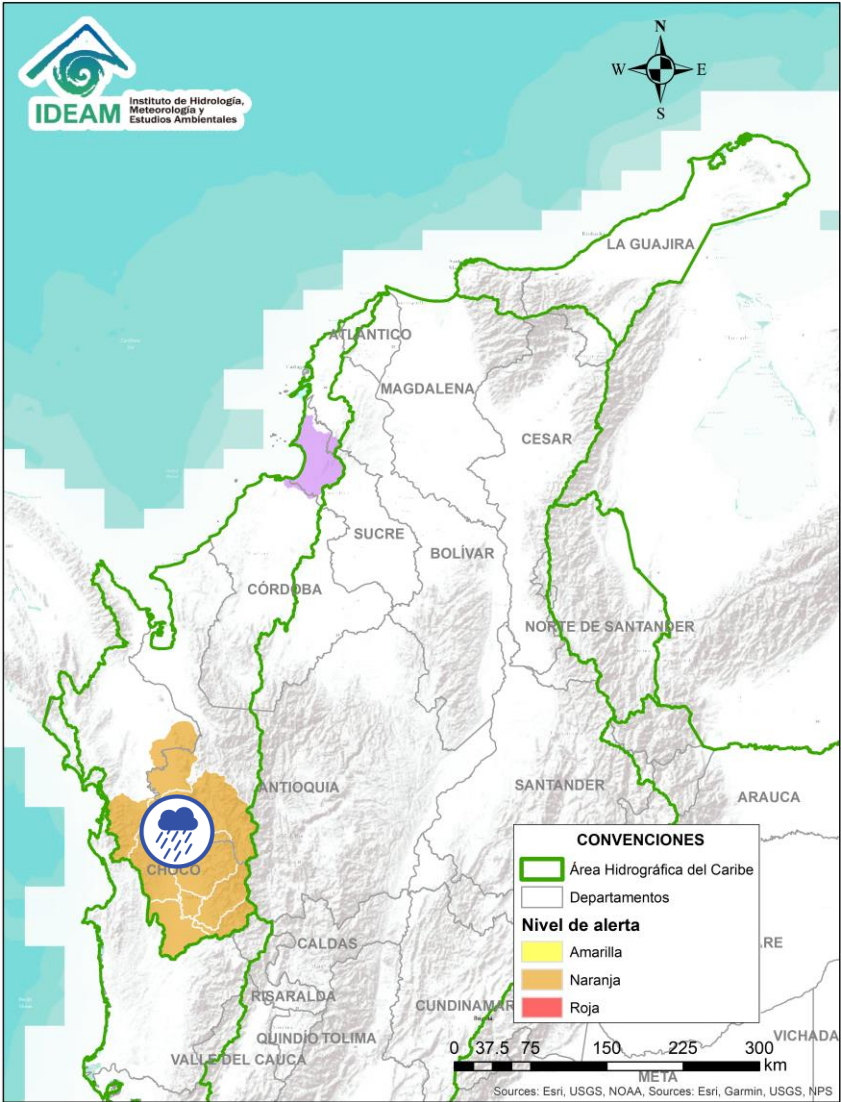 IDEAM
Instituto de Hidrología,
Meteorología y
Estudios Ambientales
N
W
E
S
LA GUAJIRA
ATLÁNTICO
MAGDALENA
CESAR
SUCRE
BOLÍVAR
CÓRDOBA
NORTE DE SANTANDER
ANTIOQUIA
SANTANDER
ARAUCA
CHOCÓ
CALDAS
RISARALDA
CUNDINAMAR
QUINDÍO
TOLIMA
VALLE DEL CAUCA
META
VICHADA
ARE
CONVENCIONES
Área Hidrográfica del Caribe
Departamentos
Nivel de alerta
Amarilla
Naranja
Roja
0 37.5 75 150 225 300
km
Sources: Esri, USGS, NOAA, Sources: Esri, Garmin, USGS, NPS